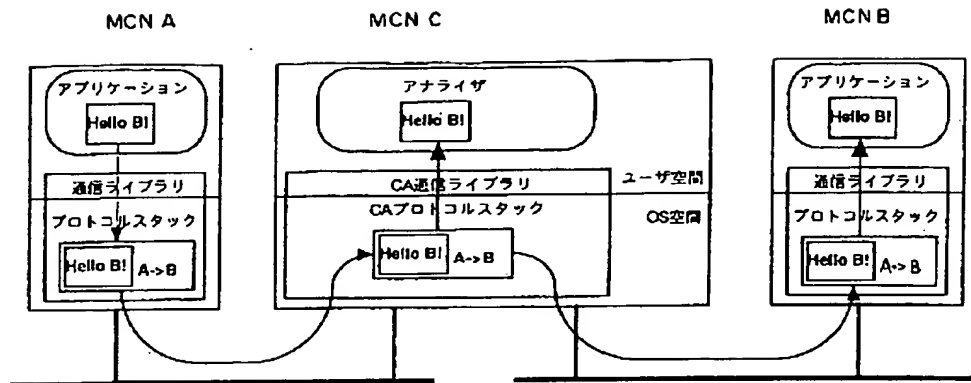 MCN A
MCN C
MCN B
アプリケーション
Hello B!
通信ライブラリ
プロトコルスタック
Hello B!
A->B
アナライザ
Hello B!
CA通信ライブラリ
ユーザ空間
CAプロトコルスタック
OS空間
Hello B!
A->B
アプリケーション
Hello B!
通信ライブラリ
プロトコルスタック
Hello B!
A->B